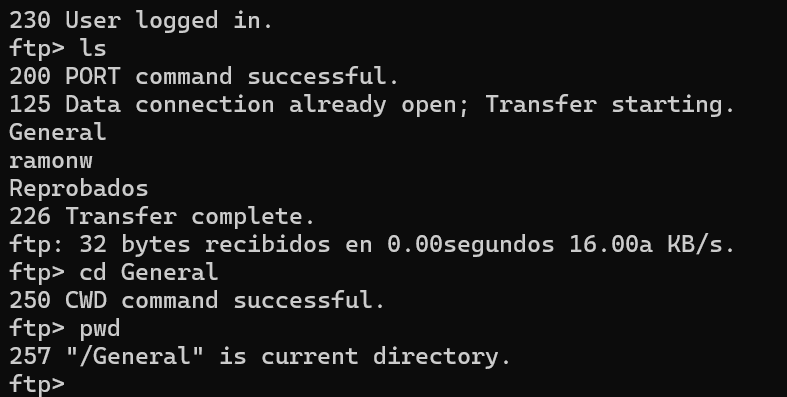 230 User logged in.
ftp> ls
200 PORT command successful.
125 Data connection already open; Transfer starting.
General
ramonw
Reprobados
226 Transfer complete.
ftp: 32 bytes recibidos en 0.00segundos 16.00a KB/s.
ftp> cd General
250 CWD command successful.
ftp> pwd
257 "/General" is current directory.
ftp>